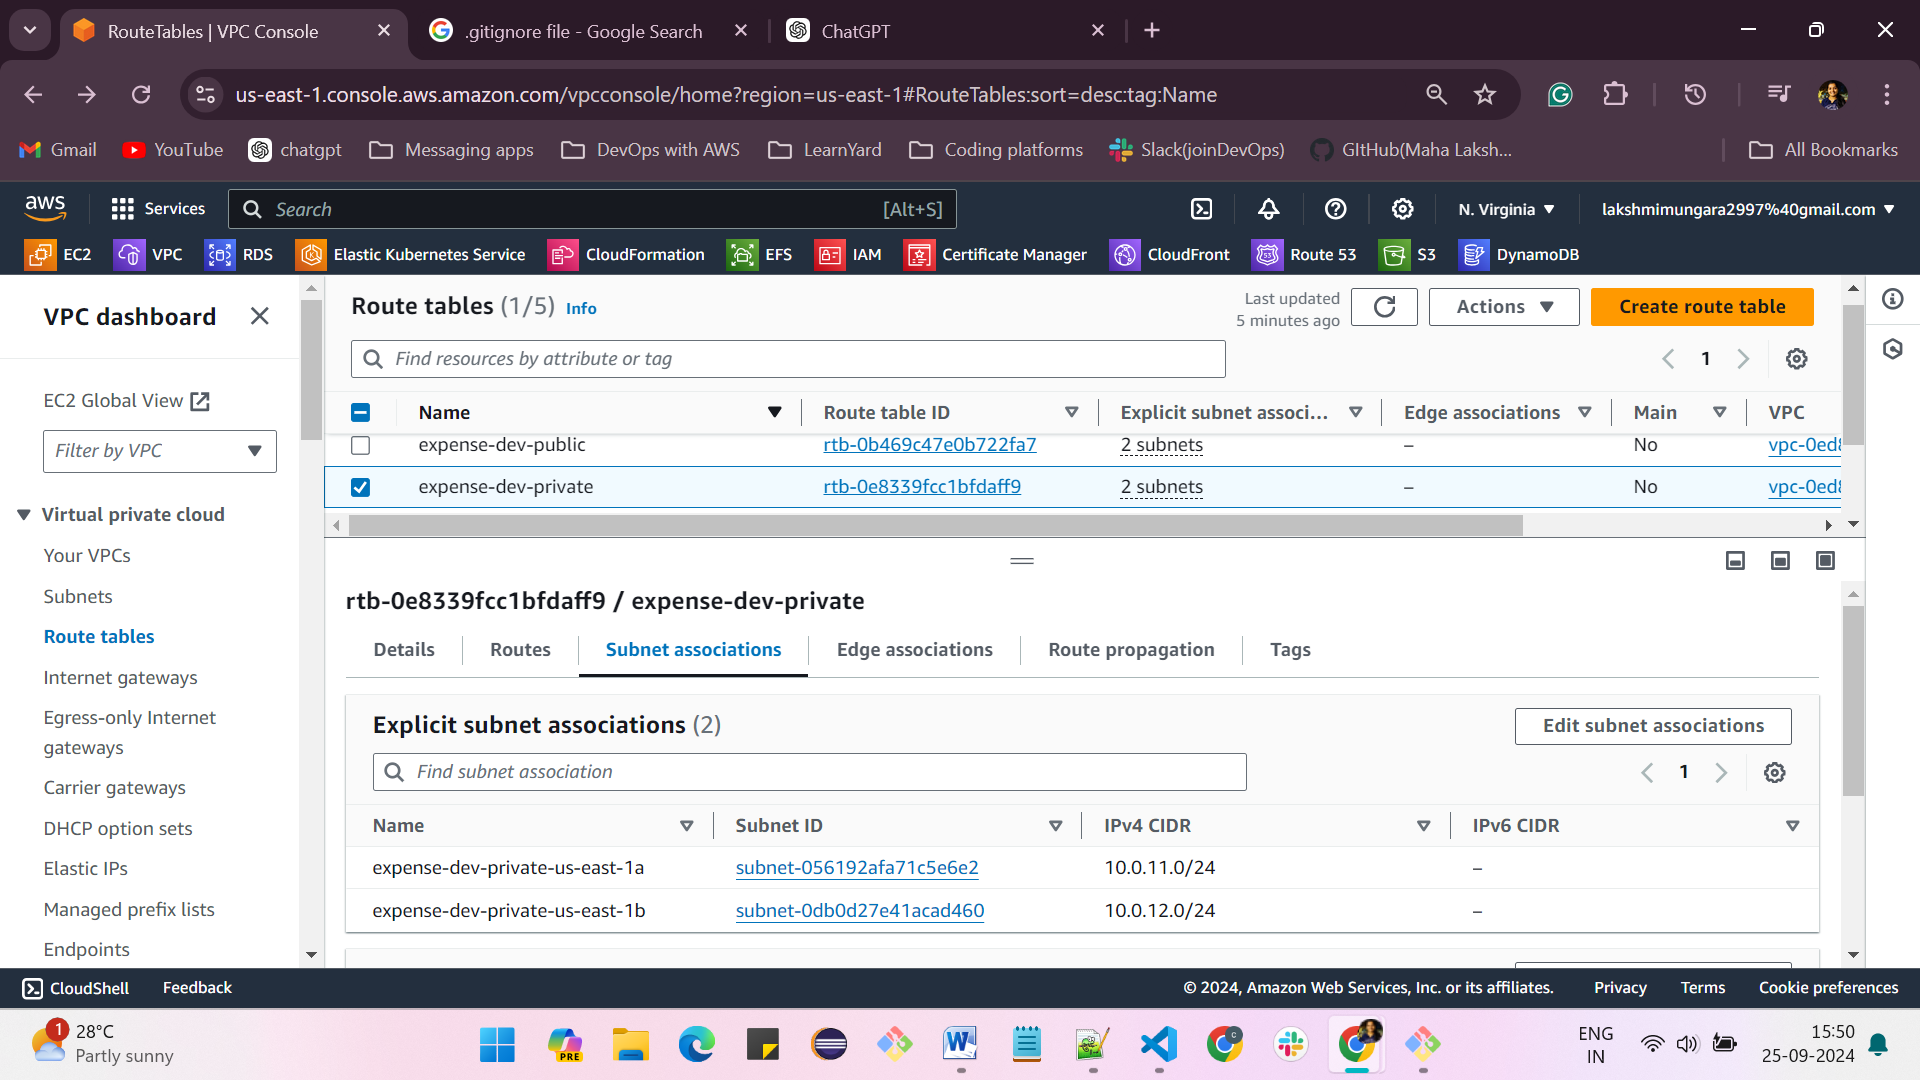 RouteTables | VPC Console
.gitignore file - Google Search
ChatGPT
us-east-1.console.aws.amazon.com/vpcconsole/home?region=us-east-1#RouteTables:sort=desc:tag:Name
Gmail
YouTube
chatgpt
Messaging apps
DevOps with AWS
LearnYard
Coding platforms
Slack(joinDevOps)
GItHub(Maha Laksh...
All Bookmarks
aws
Services
Search
[Alt+S]
N. Virginia
lakshmimungara2997%40gmail.com
EC2
VPC
RDS
Elastic Kubernetes Service
CloudFormation
EFS
IAM
Certificate Manager
CloudFront
Route 53
S3
DynamoDB
VPC dashboard
EC2 Global View
Filter by VPC
Virtual private cloud
Your VPCs
Subnets
Route tables
Internet gateways
Egress-only Internet
gateways
Carrier gateways
DHCP option sets
Elastic IPs
Managed prefix lists
Endpoints
Route tables (1/5) Info
Last updated
5 minutes ago
Actions
Create route table
Find resources by attribute or tag
1
Name Route table ID Explicit subnet associ... Edge associations Main VPC
expense-dev-public rtb-0b469c47e0b722fa7 2 subnets – No vpc-0ed8
expense-dev-private rtb-0e8339fcc1bfdaff9 2 subnets – No vpc-0ed8
rtb-0e8339fcc1bfdaff9 / expense-dev-private
Details Routes Subnet associations Edge associations Route propagation Tags
Explicit subnet associations (2)
Edit subnet associations
Find subnet association
1
Name Subnet ID IPv4 CIDR IPv6 CIDR
expense-dev-private-us-east-1a subnet-056192afa71c5e6e2 10.0.11.0/24 –
expense-dev-private-us-east-1b subnet-0db0d27e41acad460 10.0.12.0/24 –
CloudShell Feedback
© 2024, Amazon Web Services, Inc. or its affiliates. Privacy Terms Cookie preferences
1
28°C
Partly sunny
PRE
ENG
IN
15:50
25-09-2024